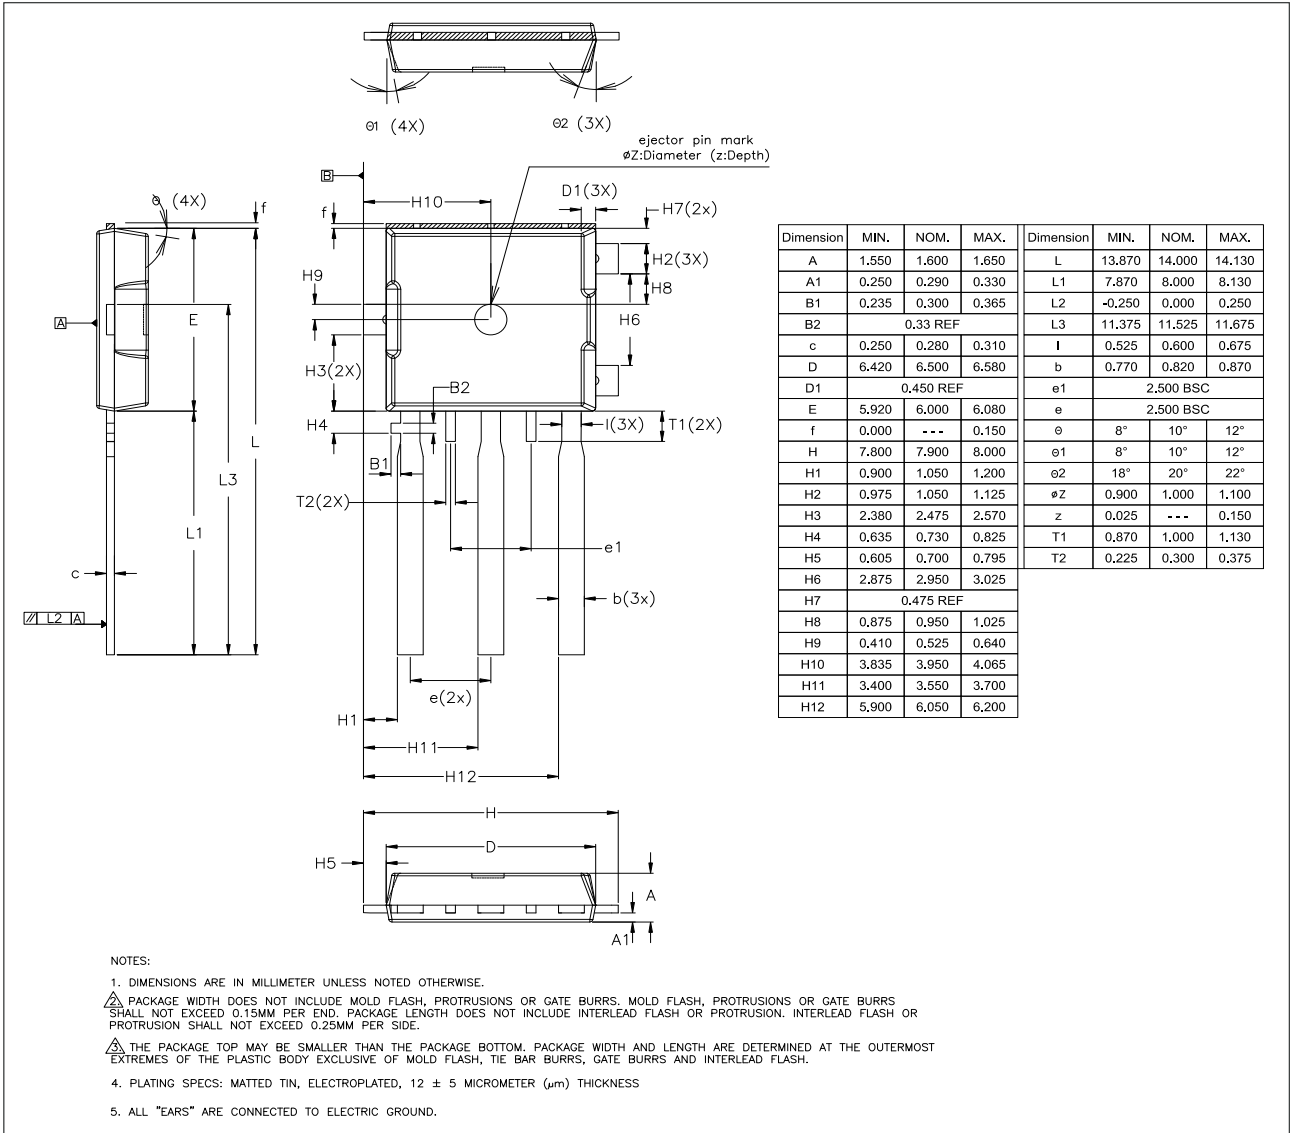 Θ1 (4X)
Θ2 (3X)
ejector pin mark
øZ:Diameter (z:Depth)
B
H10
D1(3X)
f
H7(2x)
Θ (4X)
f
H2(3X)
H9
H8
A
E
H6
H3(2X)
B2
H4
I(3X)
T1(2X)
B1
L
L3
T2(2X)
L1
e1
c
b(3x)
// L2 A
e(2x)
H1
H11
H12
H
D
H5
A
A1
Dimension MIN. NOM. MAX. Dimension MIN. NOM. MAX.
A 1.550 1.600 1.650 L 13.870 14.000 14.130
A1 0.250 0.290 0.330 L1 7.870 8.000 8.130
B1 0.235 0.300 0.365 L2 -0.250 0.000 0.250
B2 0.33 REF L3 11.375 11.525 11.675
c 0.250 0.280 0.310 I 0.525 0.600 0.675
D 6.420 6.500 6.580 b 0.770 0.820 0.870
D1 0.450 REF e1 2.500 BSC
E 5.920 6.000 6.080 e 2.500 BSC
f 0.000 --- 0.150 Θ 8° 10° 12°
H 7.800 7.900 8.000 Θ1 8° 10° 12°
H1 0.900 1.050 1.200 Θ2 18° 20° 22°
H2 0.975 1.050 1.125 øZ 0.900 1.000 1.100
H3 2.380 2.475 2.570 z 0.025 --- 0.150
H4 0.635 0.730 0.825 T1 0.870 1.000 1.130
H5 0.605 0.700 0.795 T2 0.225 0.300 0.375
H6 2.875 2.950 3.025
H7 0.475 REF
H8 0.875 0.950 1.025
H9 0.410 0.525 0.640
H10 3.835 3.950 4.065
H11 3.400 3.550 3.700
H12 5.900 6.050 6.200
NOTES:
1. DIMENSIONS ARE IN MILLIMETER UNLESS NOTED OTHERWISE.
2. PACKAGE WIDTH DOES NOT INCLUDE MOLD FLASH, PROTRUSIONS OR GATE BURRS. MOLD FLASH, PROTRUSIONS OR GATE BURRS
SHALL NOT EXCEED 0.15MM PER END. PACKAGE LENGTH DOES NOT INCLUDE INTERLEAD FLASH OR PROTRUSION. INTERLEAD FLASH OR
PROTRUSION SHALL NOT EXCEED 0.25MM PER SIDE.
3. THE PACKAGE TOP MAY BE SMALLER THAN THE PACKAGE BOTTOM. PACKAGE WIDTH AND LENGTH ARE DETERMINED AT THE OUTERMOST
EXTREMES OF THE PLASTIC BODY EXCLUSIVE OF MOLD FLASH, TIE BAR BURRS, GATE BURRS AND INTERLEAD FLASH.
4. PLATING SPECS: MATTED TIN, ELECTROPLATED, 12 ± 5 MICROMETER (μm) THICKNESS
5. ALL "EARS" ARE CONNECTED TO ELECTRIC GROUND.